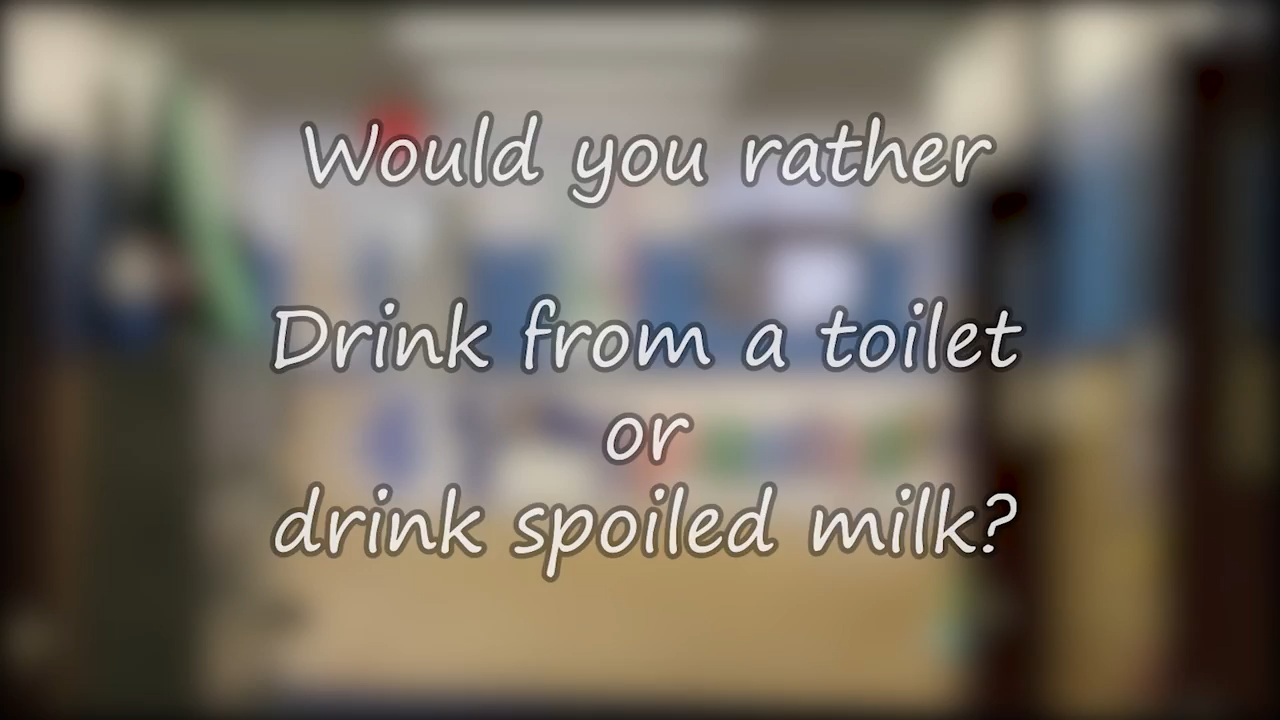 Would you rather
Drink from a toilet
or
drink spoiled milk?